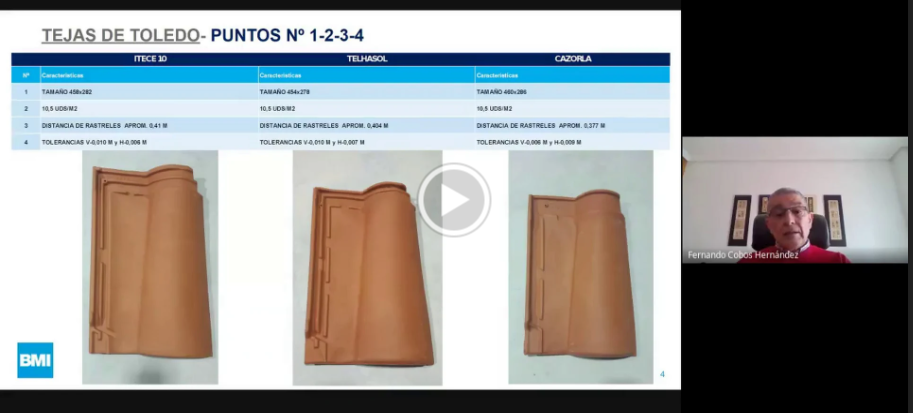 TEJAS DE TOLEDO- PUNTOS Nº 1-2-3-4
ITECE 10 TELHASOL CAZORLA
Nº Características Características Características
1 TAMAÑO 458x282 TAMAÑO 454x278 TAMAÑO 460x286
2 10,5 UDS/M2 10,5 UDS/M2 10,5 UDS/M2
3 DISTANCIA DE RASTRELES APROM. 0,41 M DISTANCIA DE RASTRELES APROM. 0,404 M DISTANCIA DE RASTRELES APROM. 0,377 M
4 TOLERANCIAS V-0,010 M y H-0,006 M TOLERANCIAS V-0,010 M y H-0,007 M TOLERANCIAS V-0,006 M y H-0,008 M
Fernando Cobos Hernández
BMI
4